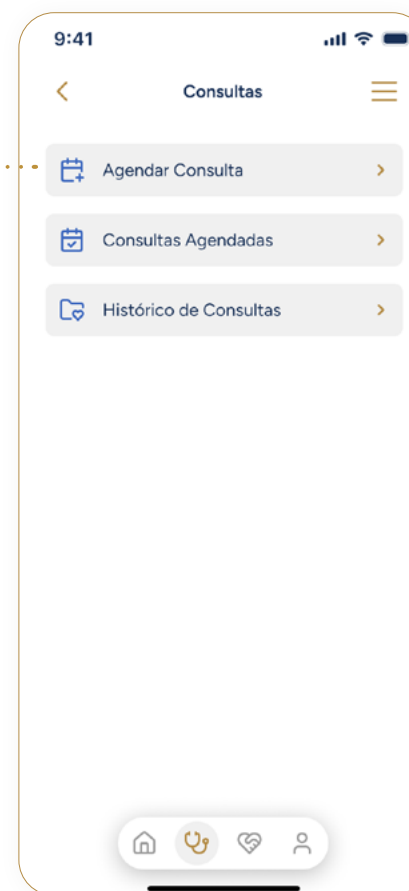 9:41
Consultas
Agendar Consulta
Consultas Agendadas
Histórico de Consultas